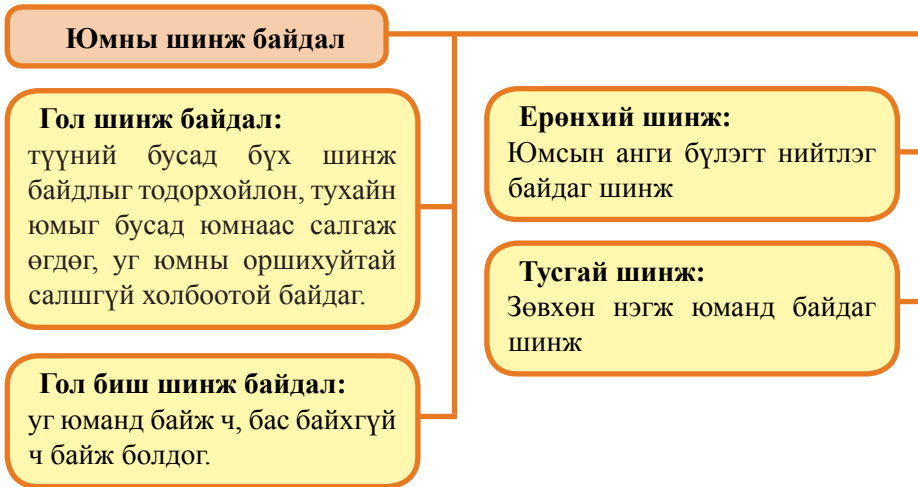 Юмны шинж байдал
Гол шинж байдал:
түүний бусад бүх шинж
байдлыг тодорхойлон, тухайн
юмыг бусад юмнаас салгаж
өгдөг, уг юмны оршихуйтай
салшгүй холбоотой байдаг.
Гол биш шинж байдал:
уг юманд байж ч, бас байхгүй
ч байж болдог.
Ерөнхий шинж:
Юмсын анги бүлэгт нийтлэг
байдаг шинж
Тусгай шинж:
Зөвхөн нэгж юманд байдаг
шинж